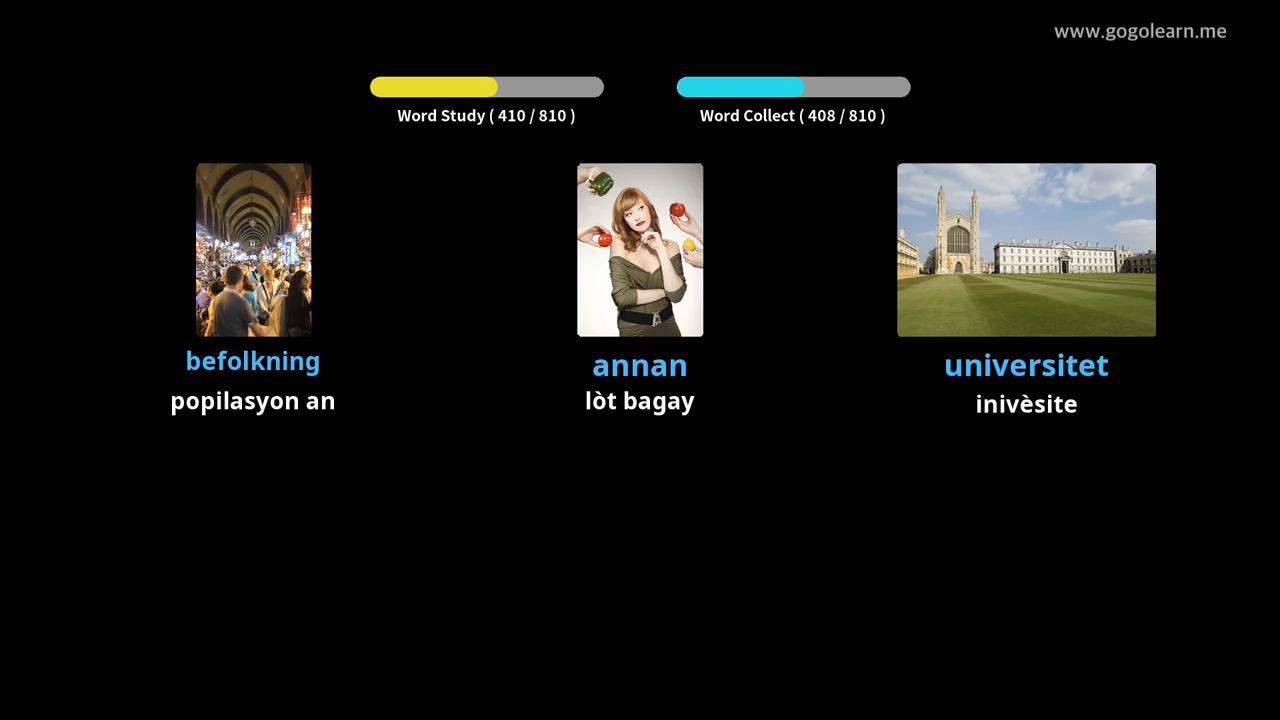 www.gogolearn.me
Word Study ( 410 / 810 )
Word Collect ( 408 / 810 )
befolkning
popilasyon an
annan
lòt bagay
universitet
inivèsite